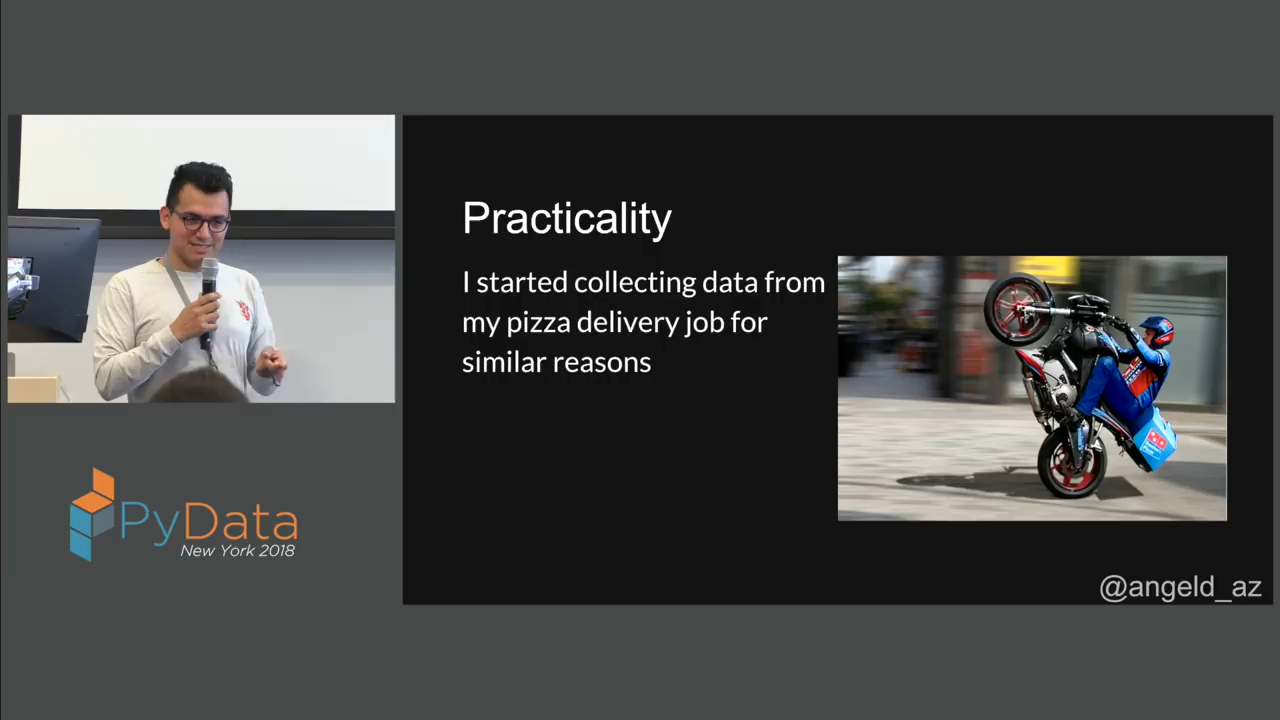 Practicality
I started collecting data from
my pizza delivery job for
similar reasons
PyData
New York 2018
@angeld_az